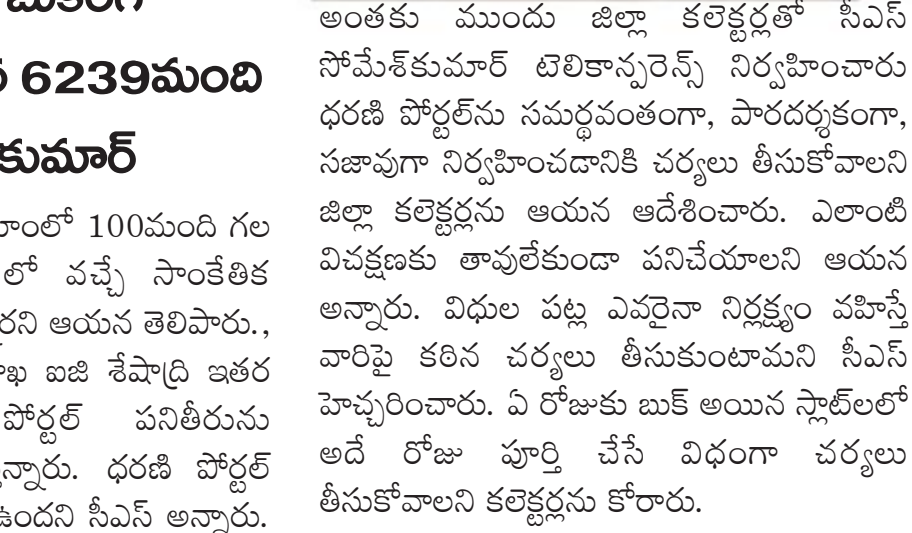 6239మంది
కుమార్
100మంది గల
లో వచ్చే సాంకేతిక
ఆయన తెలిపారు.,
ఐజి శేషాద్రి ఇతర
పోర్టల్ పనితీరును
ధరణి పోర్టల్
సీఎస్ అన్నారు.
అంతకు ముందు జిల్లా కలెక్టర్లతో సీఎస్
సోమేశ్‌కుమార్ టెలికాన్పరెన్స్ నిర్వహించారు
ధరణి పోర్టల్‌ను సమర్థవంతంగా, పారదర్శకంగా,
సజావుగా నిర్వహించడానికి చర్యలు తీసుకోవాలని
జిల్లా కలెక్టర్లను ఆయన ఆదేశించారు. ఎలాంటి
విచక్షణకు తావులేకుండా పనిచేయాలని ఆయన
అన్నారు. విధుల పట్ల ఎవరైనా నిర్లక్ష్యం వహిస్తే
వారిపై కఠిన చర్యలు తీసుకుంటామని సీఎస్
హెచ్చరించారు. ఏ రోజుకు బుక్ అయిన స్లాట్‌లలో
అదే రోజు పూర్తి చేసే విధంగా చర్యలు
తీసుకోవాలని కలెక్టర్లను కోరారు.